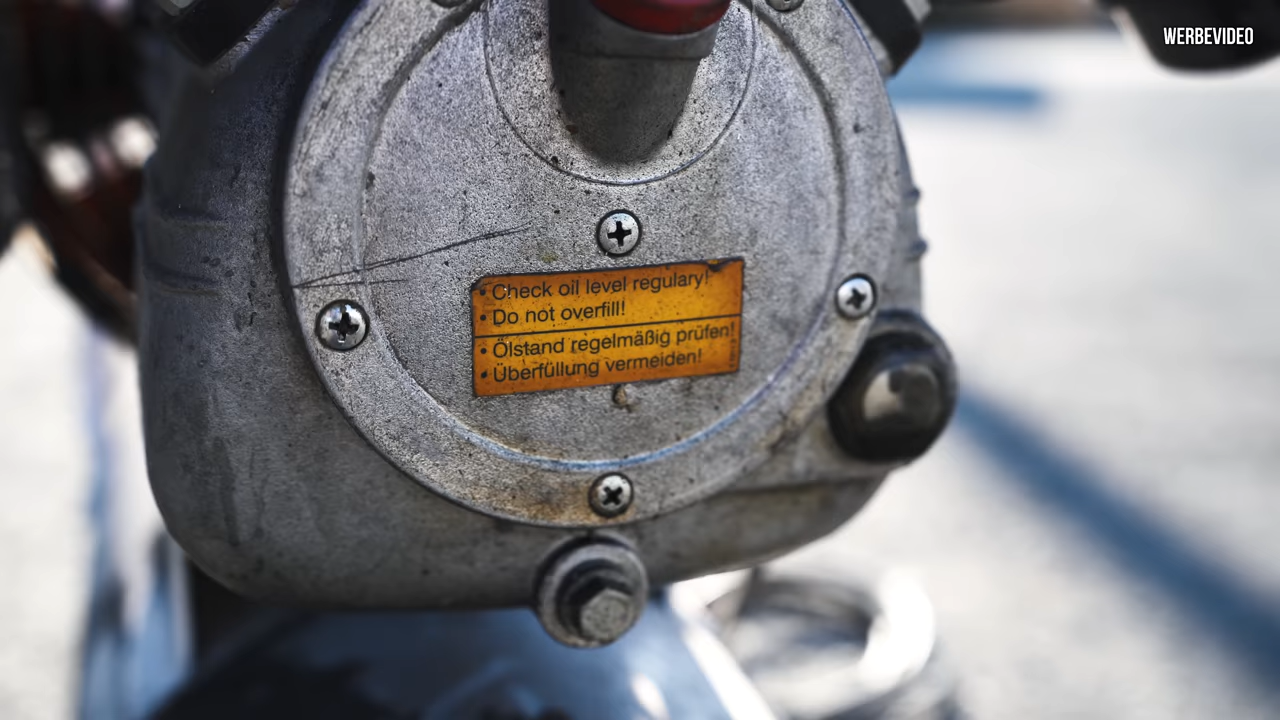 WERBEVIDEO
• Check oil level regulary!
• Do not overfill!
• Ölstand regelmäßig prüfen!
• Überfüllung vermeiden!